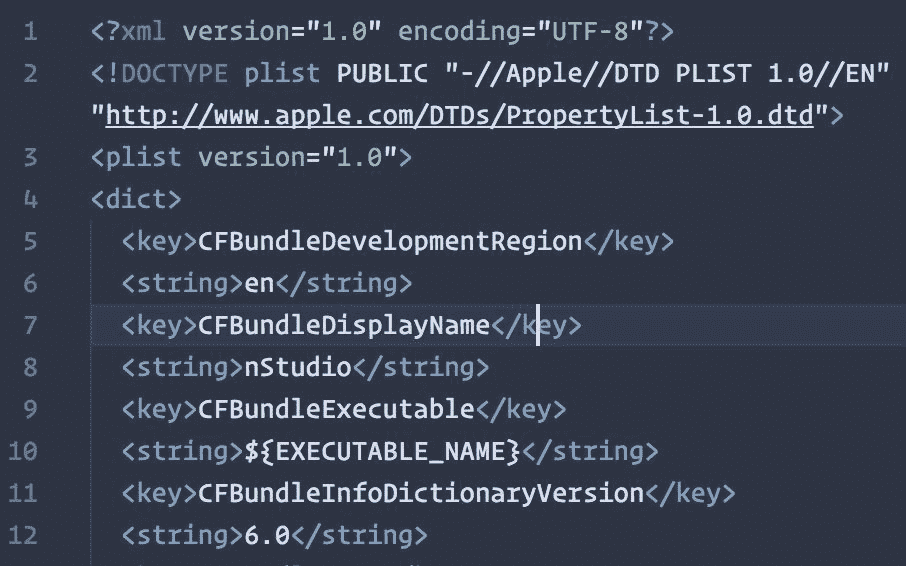 1 <?xml version="1.0" encoding="UTF-8"?>
2 <!DOCTYPE plist PUBLIC "-//Apple//DTD PLIST 1.0//EN"
"http://www.apple.com/DTDs/PropertyList-1.0.dtd">
3 <plist version="1.0">
4 <dict>
5 <key>CFBundleDevelopmentRegion</key>
6 <string>en</string>
7 <key>CFBundleDisplayName</key>
8 <string>nStudio</string>
9 <key>CFBundleExecutable</key>
10 <string>${EXECUTABLE_NAME}</string>
11 <key>CFBundleInfoDictionaryVersion</key>
12 <string>6.0</string>